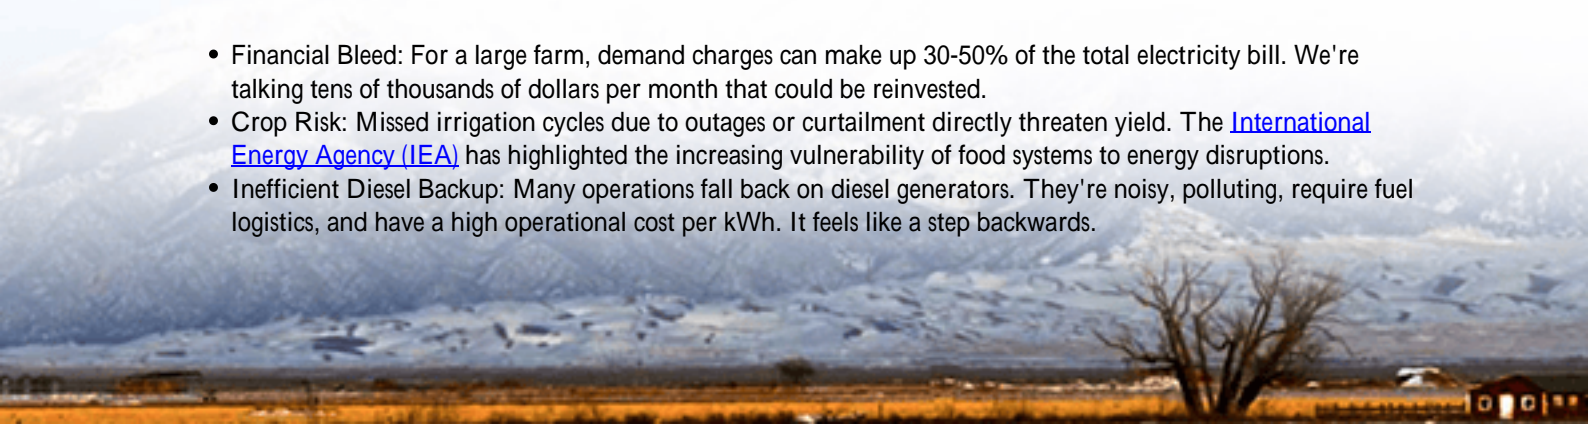 • Financial Bleed: For a large farm, demand charges can make up 30-50% of the total electricity bill. We're
talking tens of thousands of dollars per month that could be reinvested.
• Crop Risk: Missed irrigation cycles due to outages or curtailment directly threaten yield. The International
Energy Agency (IEA) has highlighted the increasing vulnerability of food systems to energy disruptions.
• Inefficient Diesel Backup: Many operations fall back on diesel generators. They're noisy, polluting, require fuel
logistics, and have a high operational cost per kWh. It feels like a step backwards.